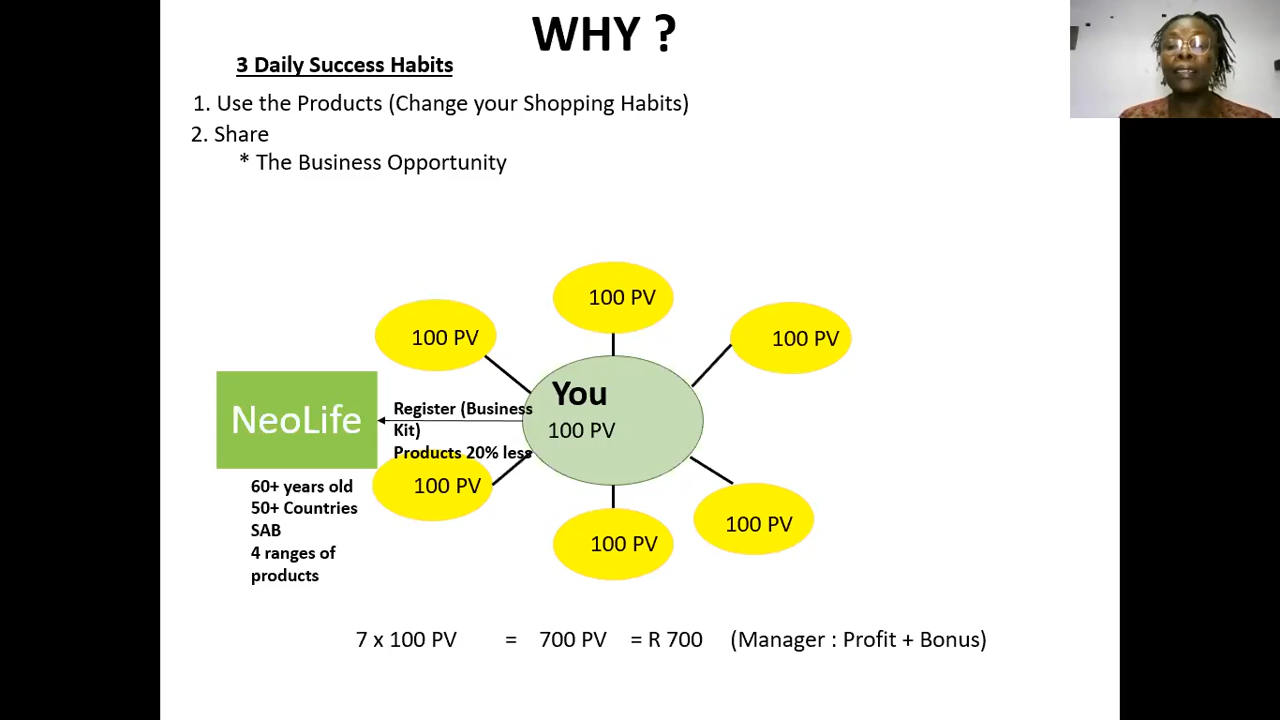 WHY ?
3 Daily Success Habits
1. Use the Products (Change your Shopping Habits)
2. Share
* The Business Opportunity
100 PV
100 PV
100 PV
You
100 PV
Register (Business
Kit)
Products 20% less
NeoLife
100 PV
100 PV
100 PV
60+ years old
50+ Countries
SAB
4 ranges of
products
7 x 100 PV = 700 PV = R 700 (Manager : Profit + Bonus)